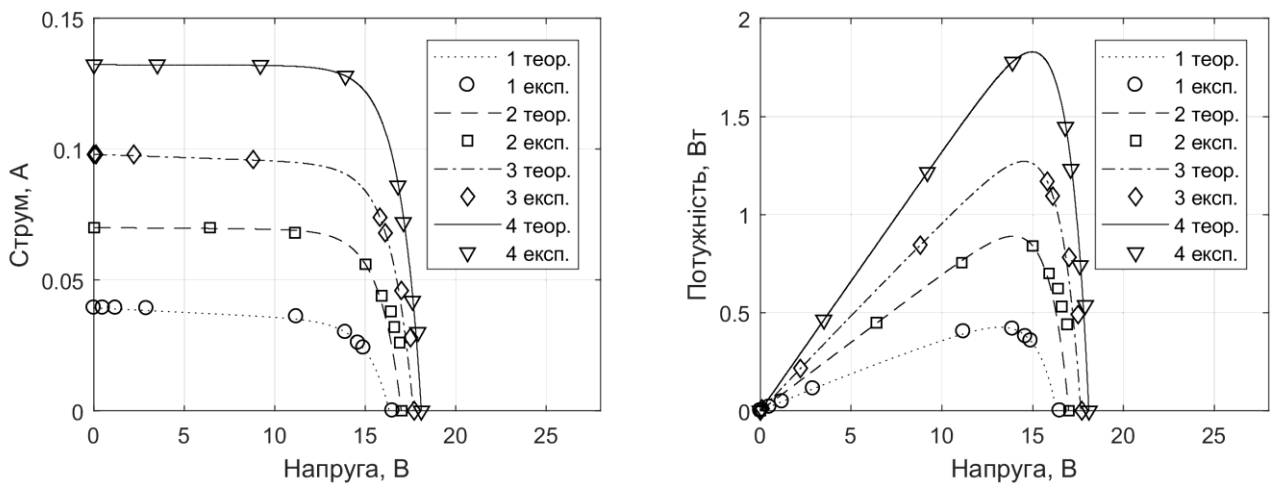 0.15
0.1
0.05
0
Струм, А
0 5 10 15 20 25
Напруга, В
1 теор.
1 експ.
2 теор.
2 експ.
3 теор.
3 експ.
4 теор.
4 експ.
2
1.5
1
0.5
0
Потужність, Вт
0 5 10 15 20 25
Напруга, В
1 теор.
1 експ.
2 теор.
2 експ.
3 теор.
3 експ.
4 теор.
4 експ.